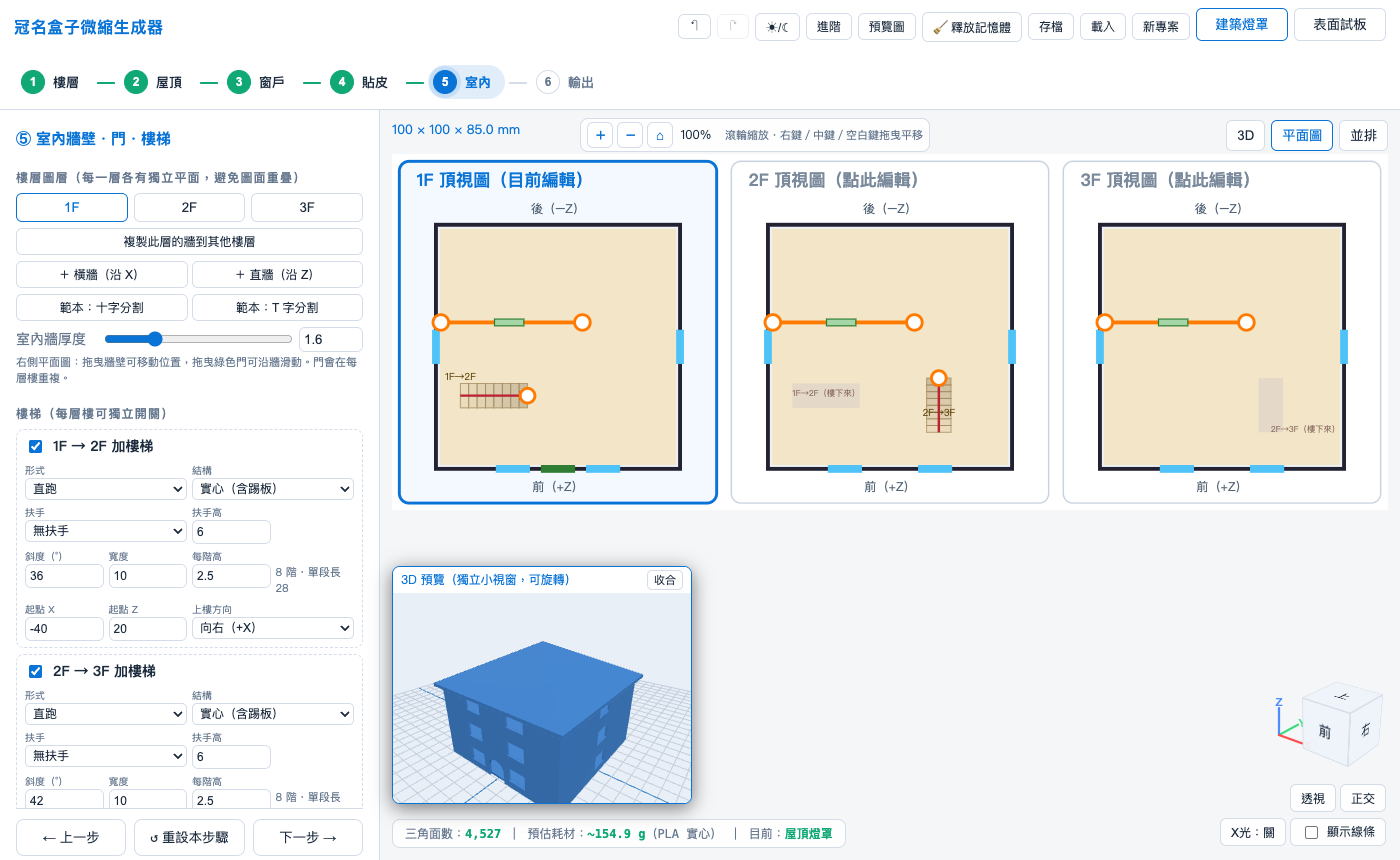 冠名盒子微縮生成器
☀/☾
進階
預覽圖
🧹 釋放記憶體
存檔
載入
新專案
建築燈罩
表面試板
1 樓層
2 屋頂
3 窗戶
4 貼皮
5 室內
6 輸出
⑤ 室內牆壁 · 門 · 樓梯
樓層圖層（每一層各有獨立平面，避免圖面重疊）
1F 2F 3F
複製此層的牆到其他樓層
＋ 橫牆（沿 X） ＋ 直牆（沿 Z）
範本：十字分割 範本：T 字分割
室內牆厚度 1.6
右側平面圖：拖曳牆壁可移動位置，拖曳綠色門可沿牆滑動。門會在每
層樓重複。
樓梯（每層樓可獨立開關）
1F → 2F 加樓梯
形式 結構
直跑 實心（含踢板）
扶手 扶手高
無扶手 6
斜度（°） 寬度 每階高
36 10 2.5 8 階 · 單段長
28
起點 X 起點 Z 上樓方向
-40 20 向右（+X）
2F → 3F 加樓梯
形式 結構
直跑 實心（含踢板）
扶手 扶手高
無扶手 6
斜度（°） 寬度 每階高
42 10 2.5 8 階 · 單段長
← 上一步
↺ 重設本步驟
下一步 →
100 × 100 × 85.0 mm
+ − ⌂ 100% 滾輪縮放 · 右鍵 / 中鍵 / 空白鍵拖曳平移
3D 平面圖 並排
1F 頂視圖（目前編輯）
後（—Z）
1F→2F
前（+Z）
2F 頂視圖（點此編輯）
後（—Z）
1F→2F（樓下來）
2F→3F
前（+Z）
3F 頂視圖（點此編輯）
後（—Z）
2F→3F（樓下來）
前（+Z）
3D 預覽（獨立小視窗，可旋轉）
收合
Z
上
前
右
透視 正交
X光：關 顯示線條
三角面數：4,527 | 預估耗材：~154.9 g (PLA 實心) | 目前：屋頂燈罩